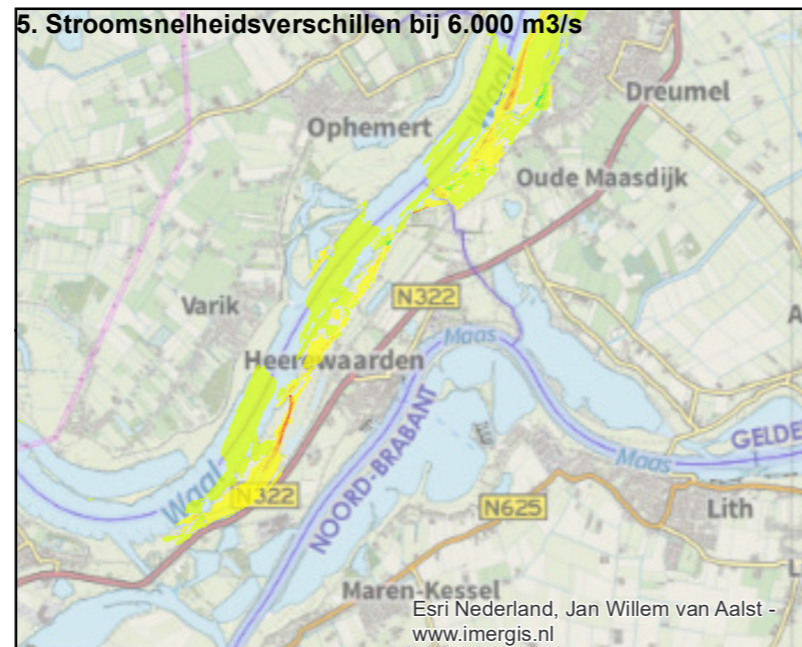 5. Stroomsnelheidsverschillen bij 6.000 m3/s
Waal
Dreumel
Ophemert
Oude Maasdijk
N322
Varik
Maas
Heerewaarden
NOORD-BRABANT
GELDE
Maas
Waal
N322
N625
Lith
Maren-Kessel
Esri Nederland, Jan Willem van Aalst -
www.imergis.nl